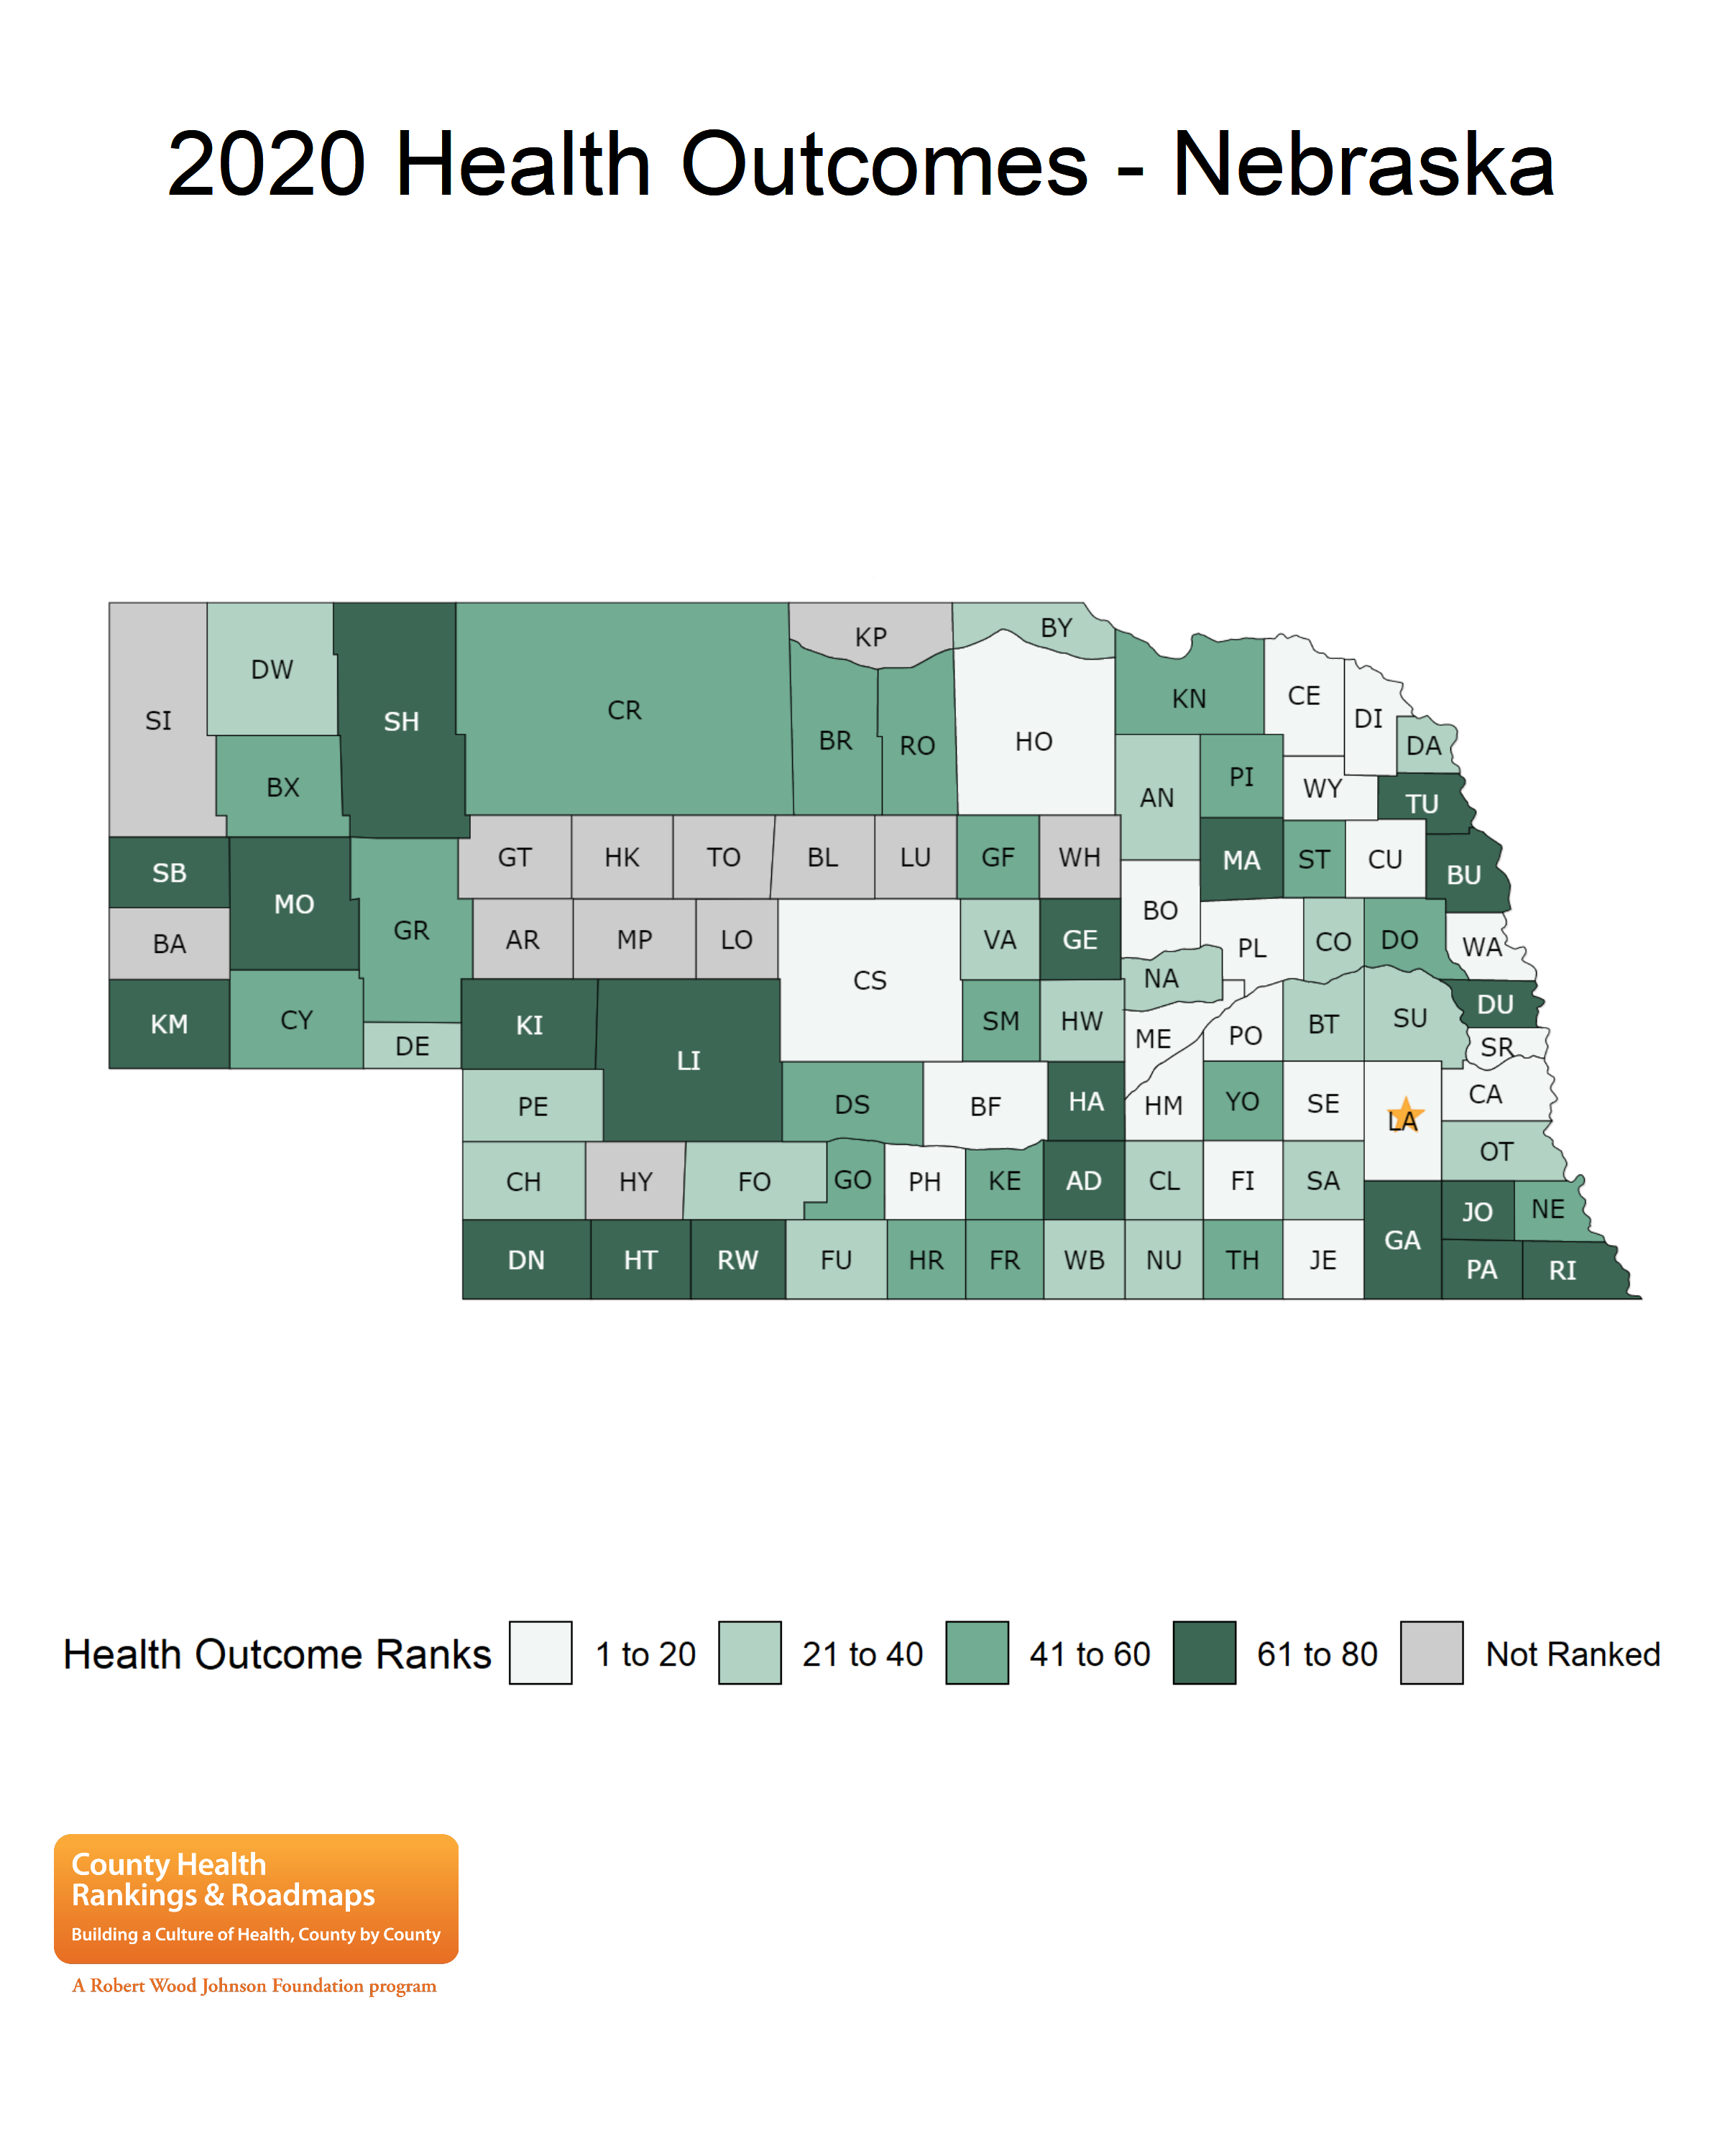 2020 Health Outcomes - Nebraska
KP BY
DW KN CE
SI SH CR BR RO HO DI
DA
BX AN PI WY TU
SB GT HK TO BL LU GF WH MA ST CU BU
MO BO
BA GR AR MP LO VA GE PL CO DO WA
CS NA
KM CY KI SM HW ME PO BT SU DU
DE LI SR
PE DS BF HA HM YO SE LA CA
OT
CH HY FO GO PH KE AD CL FI SA
JO NE
DN HT RW FU HR FR WB NU TH JE GA PA RI
Health Outcome Ranks 1 to 20 21 to 40 41 to 60 61 to 80 Not Ranked
County Health
Rankings & Roadmaps
Building a Culture of Health, County by County
A Robert Wood Johnson Foundation program